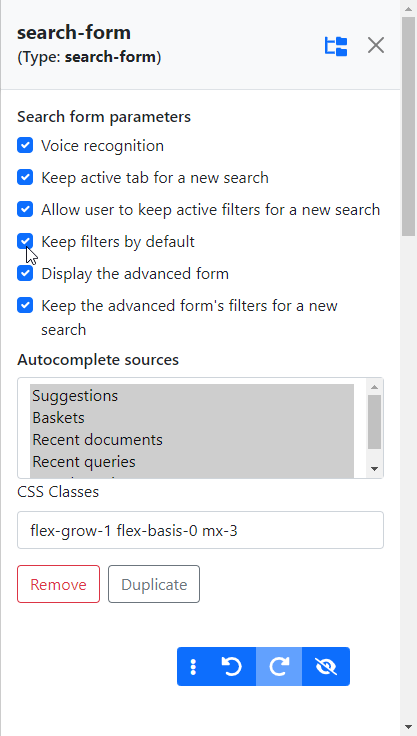 search-form
(Type: search-form)
Search form parameters
Voice recognition
Keep active tab for a new search
Allow user to keep active filters for a new search
Keep filters by default
Display the advanced form
Keep the advanced form's filters for a new
search
Autocomplete sources
Suggestions
Baskets
Recent documents
Recent queries
CSS Classes
flex-grow-1 flex-basis-0 mx-3
Remove
Duplicate